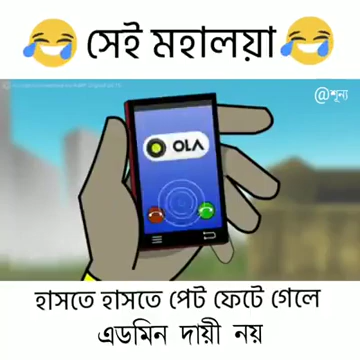 😂সেই মহালয়া😂
@শূন্য
OLA
হাসতে হাসতে পেট ফেটে গেলে
এডমিন দায়ী নয়